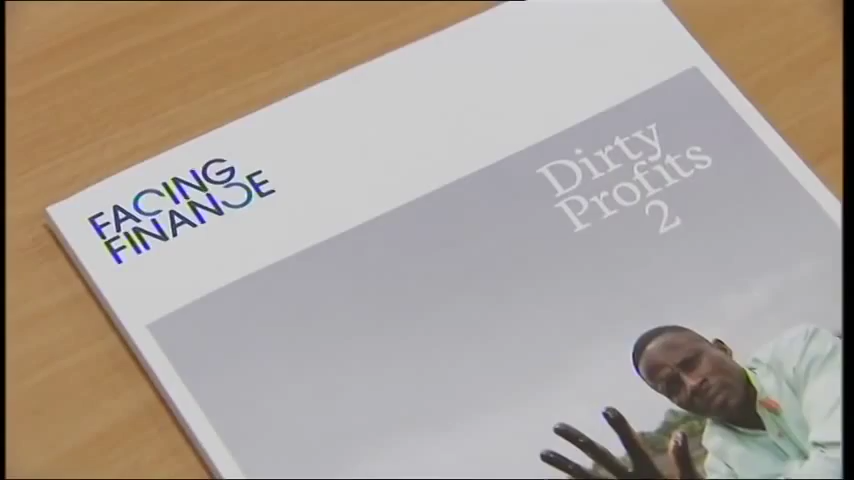 FACING
FINANCE
Dirty
Profits
2